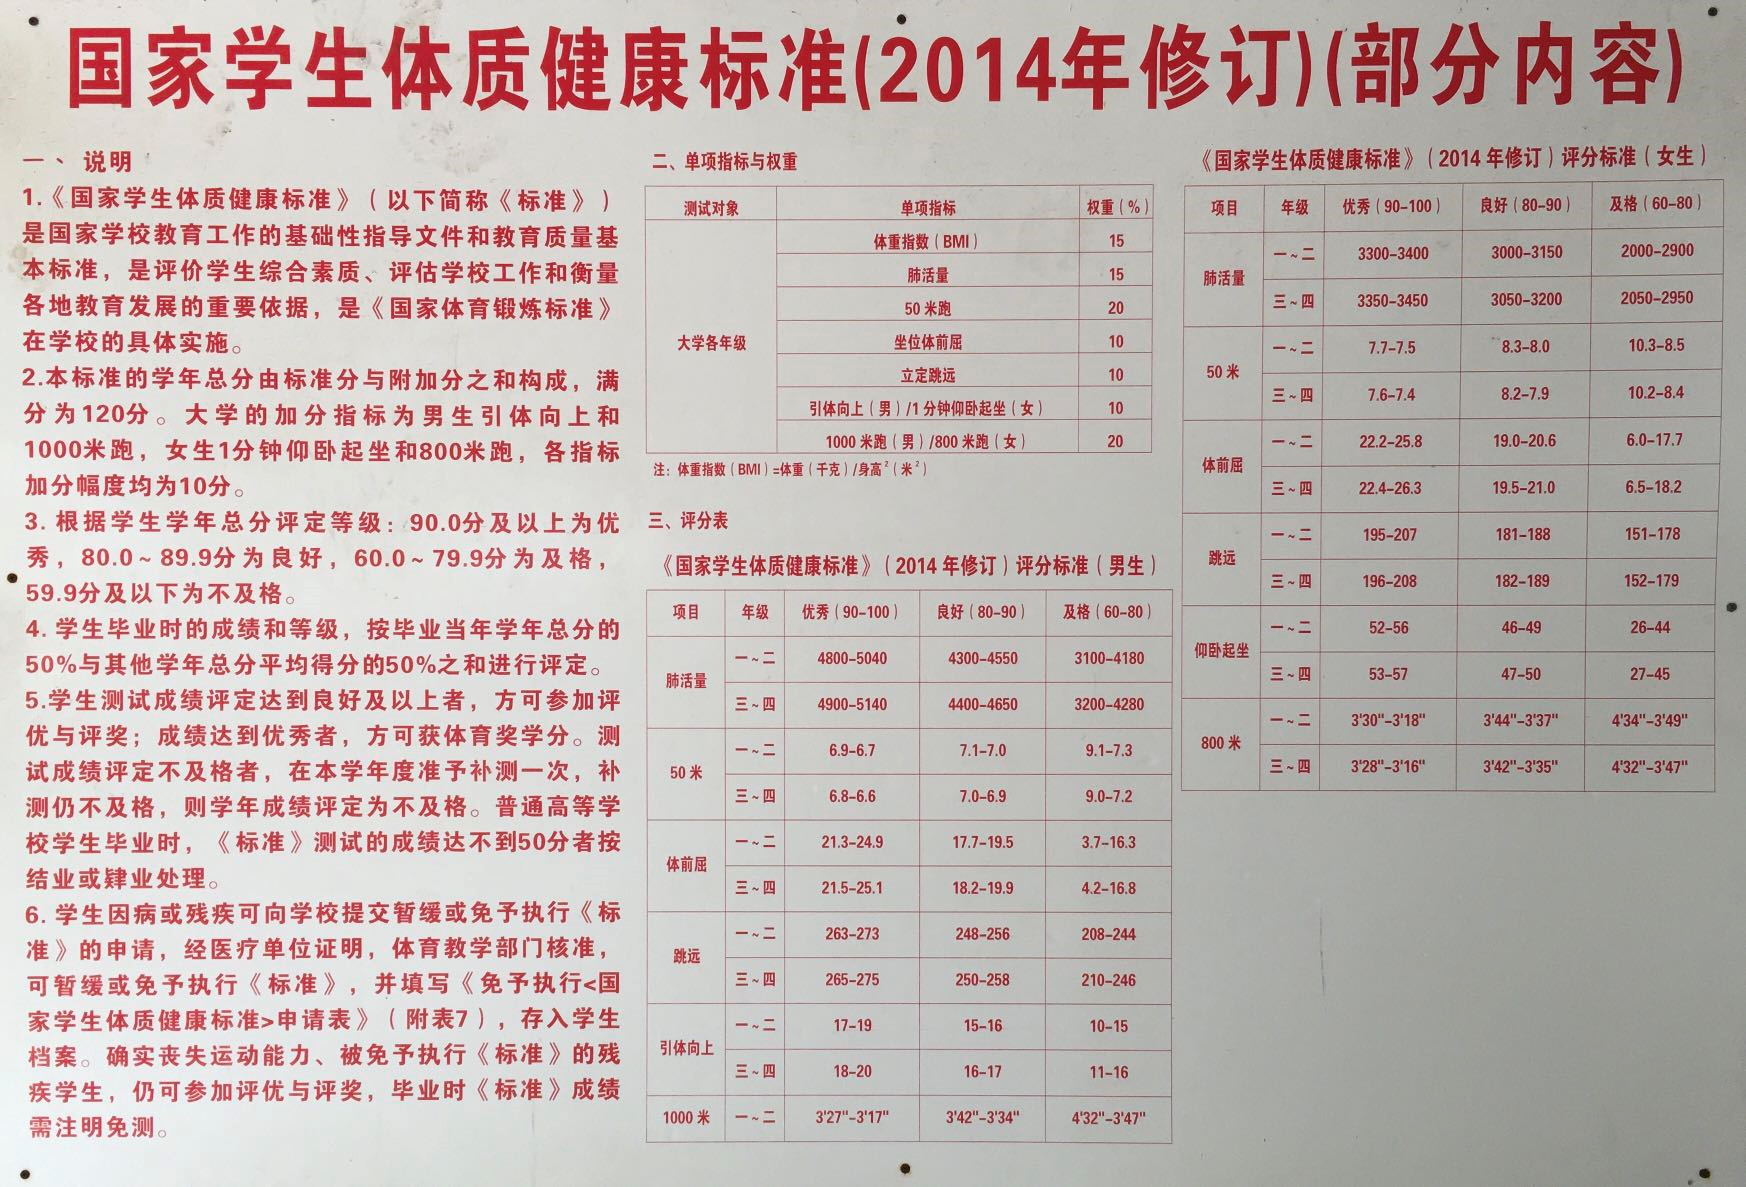 国家学生体质健康标准(2014年修订)(部分内容)
一、说明
1.《国家学生体质健康标准》（以下简称《标准》）
是国家学校教育工作的基础性指导文件和教育质量基
本标准，是评价学生综合素质、评估学校工作和衡量
各地教育发展的重要依据，是《国家体育锻炼标准》
在学校的具体实施。
2.本标准的学年总分由标准分与附加分之和构成，满
分为120分。大学的加分指标为男生引体向上和
1000米跑，女生1分钟仰卧起坐和800米跑，各指标
加分幅度均为10分。
3. 根据学生学年总分评定等级：90.0分及以上为优
秀，80.0~89.9分为良好，60.0~79.9分为及格，
59.9分及以下为不及格。
4. 学生毕业时的成绩和等级，按毕业当年学年总分的
50%与其他学年总分平均得分的50%之和进行评定。
5.学生测试成绩评定达到良好及以上者，方可参加评
优与评奖；成绩达到优秀者，方可获体育奖学分。测
试成绩评定不及格者，在本学年度准予补测一次，补
测仍不及格，则学年成绩评定为不及格。普通高等学
校学生毕业时，《标准》测试的成绩达不到50分者按
结业或肄业处理。
6. 学生因病或残疾可向学校提交暂缓或免予执行《标
准》的申请，经医疗单位证明，体育教学部门核准，
可暂缓或免予执行《标准》，并填写《免予执行<国
家学生体质健康标准>申请表》（附表7），存入学生
档案。确实丧失运动能力、被免予执行《标准》的残
疾学生，仍可参加评优与评奖，毕业时《标准》成绩
需注明免测。
二、单项指标与权重
测试对象 单项指标 权重（%）
大学各年级
体重指数（BMI） 15
肺活量 15
50 米跑 20
坐位体前屈 10
立定跳远 10
引体向上（男）/1 分钟仰卧起坐（女） 10
1000 米跑（男）/800 米跑（女） 20
注：体重指数（BMI）=体重（千克）/身高²（米²）
三、评分表
《国家学生体质健康标准》（2014 年修订）评分标准（男生）
项目 年级 优秀（90-100） 良好（80-90） 及格（60-80）
肺活量 一~二 4800-5040 4300-4550 3100-4180
三~四 4900-5140 4400-4650 3200-4280
50 米 一~二 6.9-6.7 7.1-7.0 9.1-7.3
三~四 6.8-6.6 7.0-6.9 9.0-7.2
体前屈 一~二 21.3-24.9 17.7-19.5 3.7-16.3
三~四 21.5-25.1 18.2-19.9 4.2-16.8
跳远 一~二 263-273 248-256 208-244
三~四 265-275 250-258 210-246
引体向上 一~二 17-19 15-16 10-15
三~四 18-20 16-17 11-16
1000 米 一~二 3'27"-3'17" 3'42"-3'34" 4'32"-3'47"
《国家学生体质健康标准》（2014 年修订）评分标准（女生）
项目 年级 优秀（90-100） 良好（80-90） 及格（60-80）
肺活量 一~二 3300-3400 3000-3150 2000-2900
三~四 3350-3450 3050-3200 2050-2950
50 米 一~二 7.7-7.5 8.3-8.0 10.3-8.5
三~四 7.6-7.4 8.2-7.9 10.2-8.4
体前屈 一~二 22.2-25.8 19.0-20.6 6.0-17.7
三~四 22.4-26.3 19.5-21.0 6.5-18.2
跳远 一~二 195-207 181-188 151-178
三~四 196-208 182-189 152-179
仰卧起坐 一~二 52-56 46-49 26-44
三~四 53-57 47-50 27-45
800 米 一~二 3'30"-3'18" 3'44"-3'37" 4'34"-3'49"
三~四 3'28"-3'16" 3'42"-3'35" 4'32"-3'47"